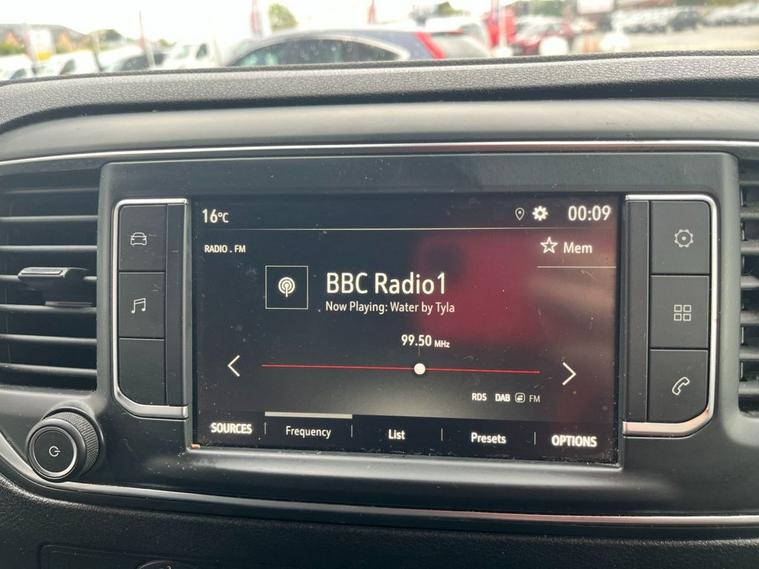 16°C
00:09
RADIO . FM
Mem
BBC Radio1
Now Playing: Water by Tyla
99.50 MHz
RDS DAB FM
SOURCES Frequency List Presets OPTIONS